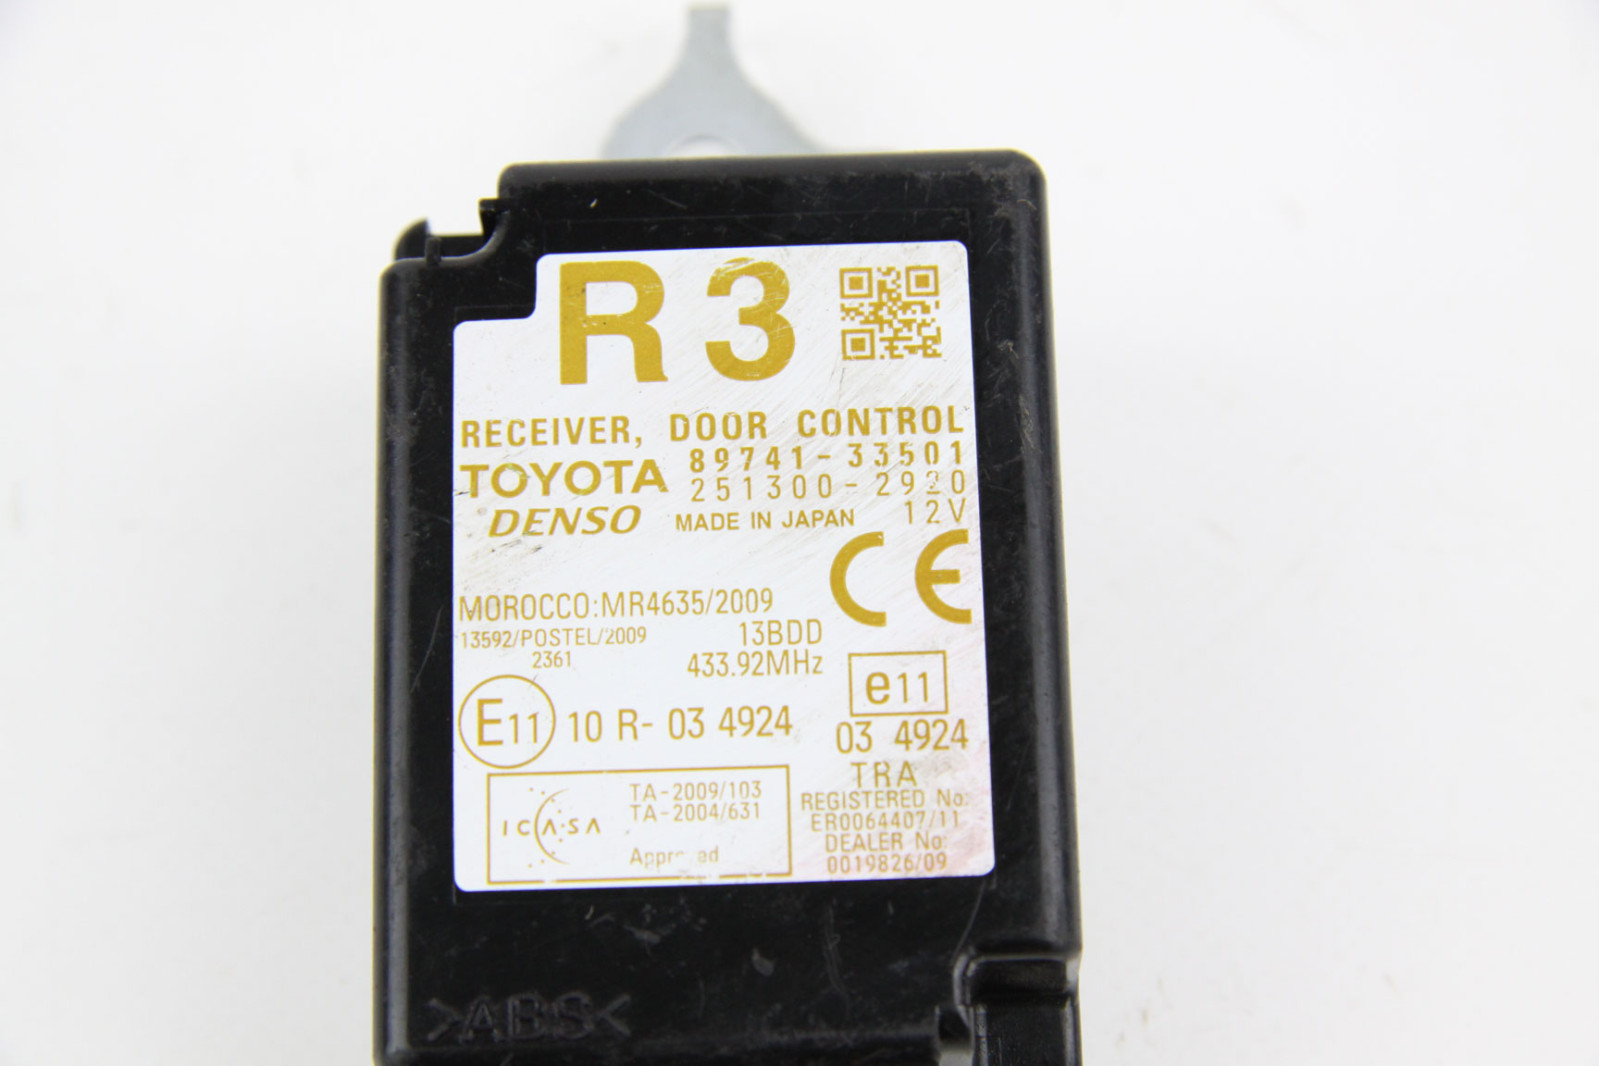 R 3
RECEIVER, DOOR CONTROL
TOYOTA 89741-33501
251300-2920
DENSO MADE IN JAPAN 12V
CE
MOROCCO:MR4635/2009
13592/POSTEL/2009 13BDD
2361 433.92MHz
e11
E11 10 R- 03 4924
03 4924
TRA
REGISTERED No:
ER0064407/11
DEALER No:
0019826/09
ICASA
TA-2009/103
TA-2004/631
>ABS<